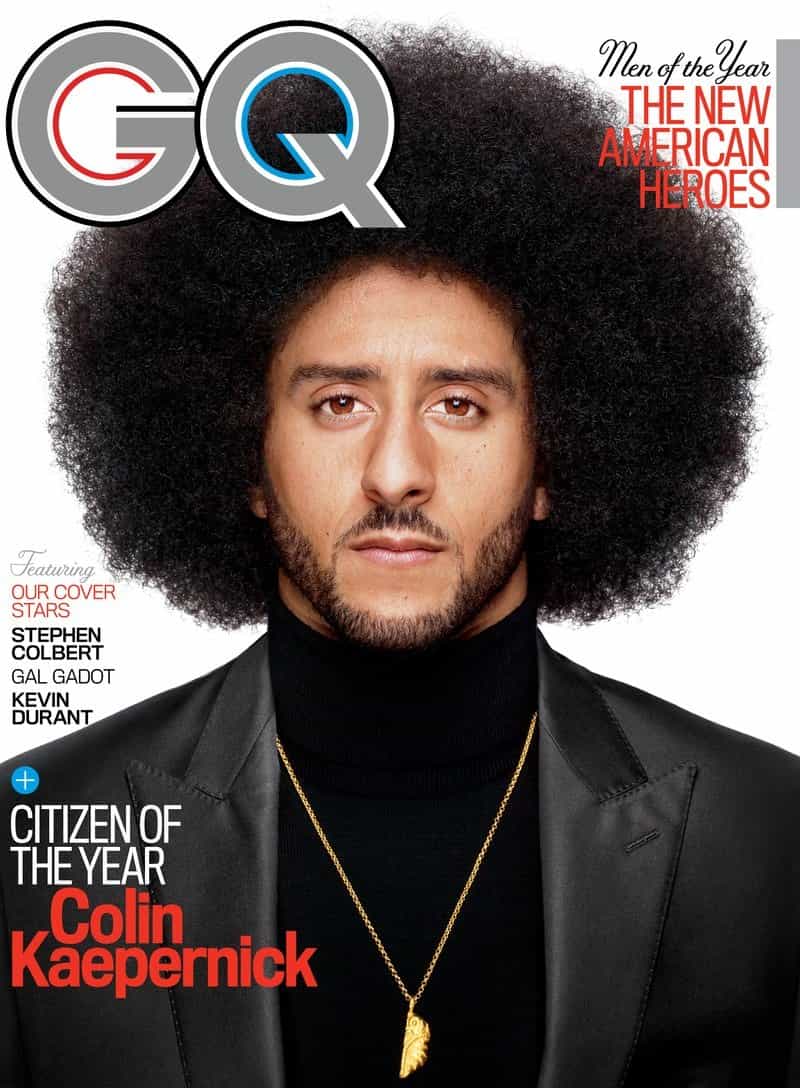 GQ
Men of the Year
THE NEW
AMERICAN
HEROES
Featuring
OUR COVER
STARS
STEPHEN
COLBERT
GAL GADOT
KEVIN
DURANT
+
CITIZEN OF
THE YEAR
Colin
Kaepernick